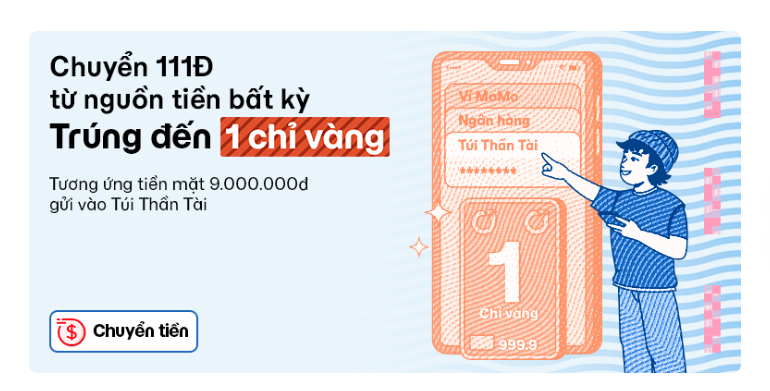 Chuyển 111Đ
từ nguồn tiền bất kỳ
Trúng đến 1 chỉ vàng
Tương ứng tiền mặt 9.000.000đ
gửi vào Túi Thần Tài
Chuyển tiền
Ví MoMo
Ngân hàng
Túi Thần Tài
********
1
Chỉ vàng
999.9